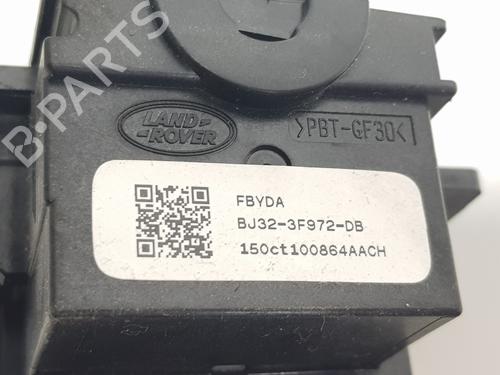 LAND-
-ROVER
>PBT-GF30<
FBYDA
BJ32-3F972-DB
150ct100864AACH
B-PARTS